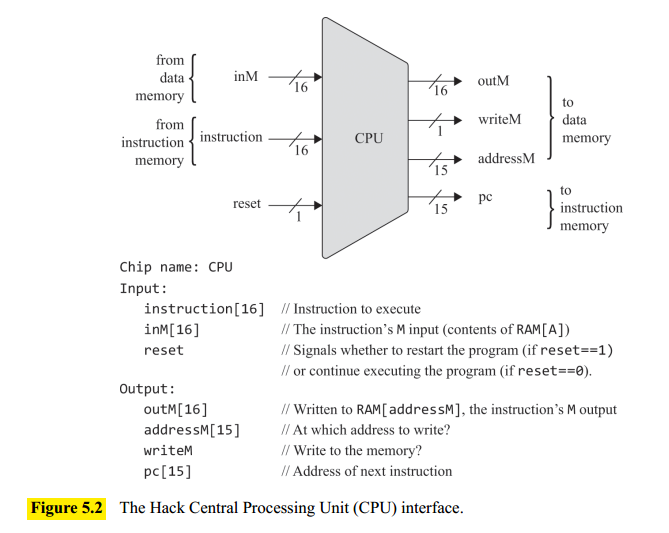 from
data
memory
inM
16
from
instruction
memory
instruction
16
reset
1
CPU
16
outM
1
writeM
15
addressM
15
pc
to
data
memory
to
instruction
memory
Chip name: CPU
Input:
instruction[16] // Instruction to execute
inM[16] // The instruction’s M input (contents of RAM[A])
reset // Signals whether to restart the program (if reset==1)
// or continue executing the program (if reset==0).
Output:
outM[16] // Written to RAM[addressM], the instruction’s M output
addressM[15] // At which address to write?
writeM // Write to the memory?
pc[15] // Address of next instruction
Figure 5.2 The Hack Central Processing Unit (CPU) interface.